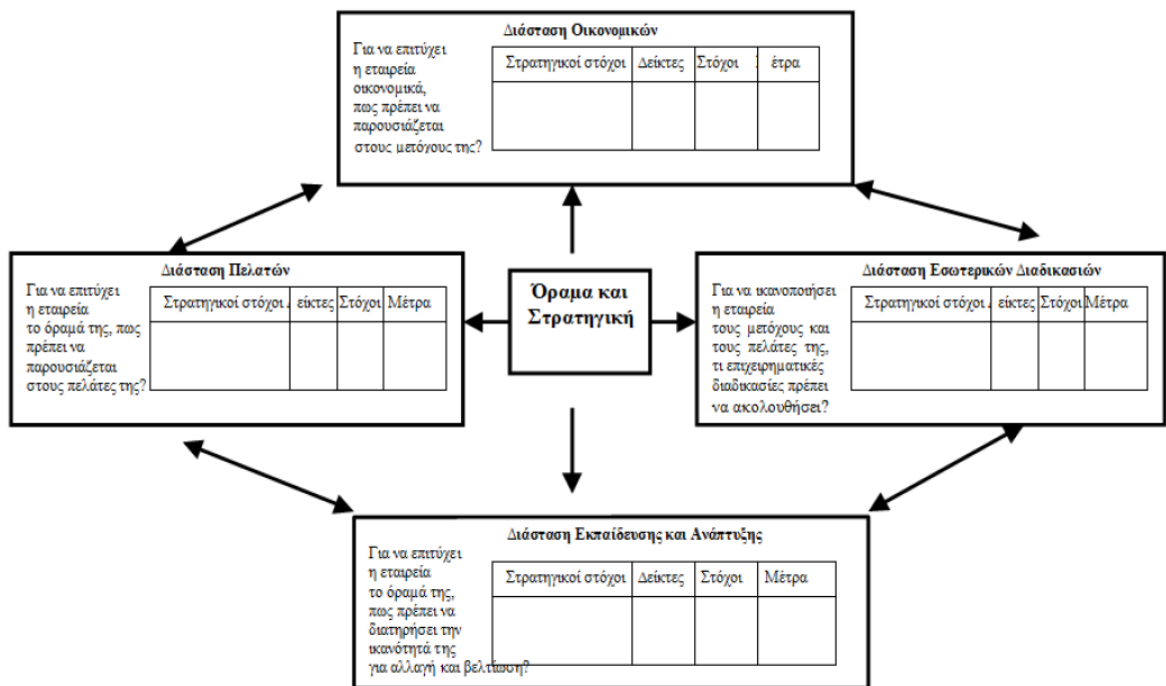 Διάσταση Οικονομικών
Για να επιτύχει
η εταιρεία
οικονομικά,
πως πρέπει να
παρουσιάζεται
στους μετόχους της?
Στρατηγικοί στόχοι Δείκτες Στόχοι έτρα
Διάσταση Πελατών
Για να επιτύχει
η εταιρεία
το όραμά της, πως
πρέπει να
παρουσιάζεται
στους πελάτες της?
Στρατηγικοί στόχοι είκτες Στόχοι Μέτρα
Όραμα και
Στρατηγική
Διάσταση Εσωτερικών Διαδικασιών
Για να ικανοποιήσει
η εταιρεία
τους μετόχους και
τους πελάτες της,
τι επιχειρηματικές
διαδικασίες πρέπει
να ακολουθήσει?
Στρατηγικοί στόχοι είκτες Στόχοι Μέτρα
Διάσταση Εκπαίδευσης και Ανάπτυξης
Για να επιτύχει
η εταιρεία
το όραμά της,
πως πρέπει να
διατηρήσει την
ικανότητά της
για αλλαγή και βελτίωση?
Στρατηγικοί στόχοι Δείκτες Στόχοι Μέτρα